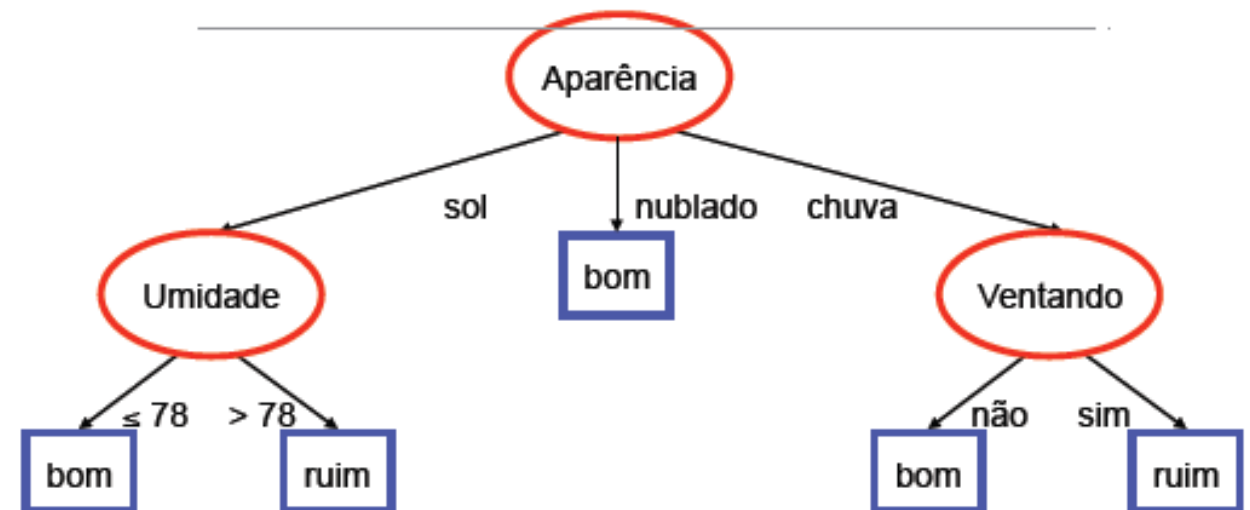 Aparência
sol nublado chuva
Umidade bom Ventando
≤ 78 > 78 não sim
bom ruim bom ruim